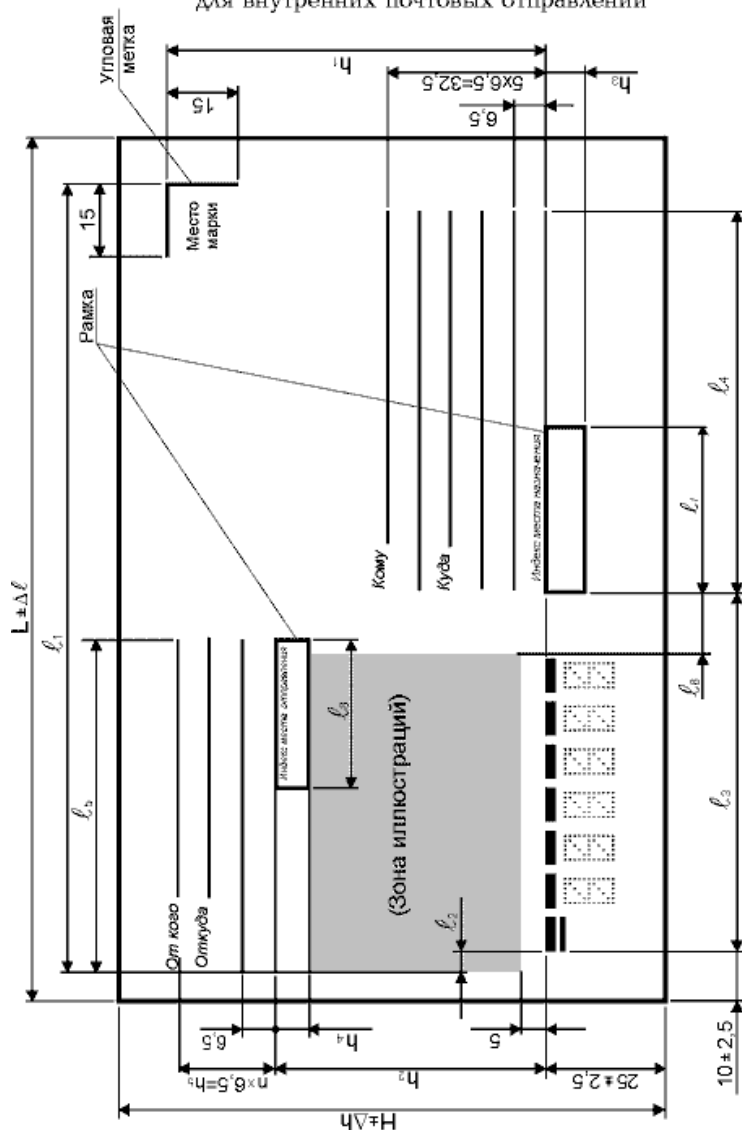 для внутренних почтовых отправлений
L±Δℓ
ℓ₁
ℓ₅
15
Угловая
метка
15
h₁
Место
марки
Рамка
От кого
Откуда
Индекс места отправления
ℓ₈
(Зона иллюстраций)
ℓ₂
Кому
Куда
Индекс места назначения
5x6,5=32,5
6,5
h₃
ℓ₇
ℓ₄
ℓ₆
ℓ₃
10±2,5
6,5
h₄
5
n×6,5=h₅
h₂
25±2,5
H±Δh